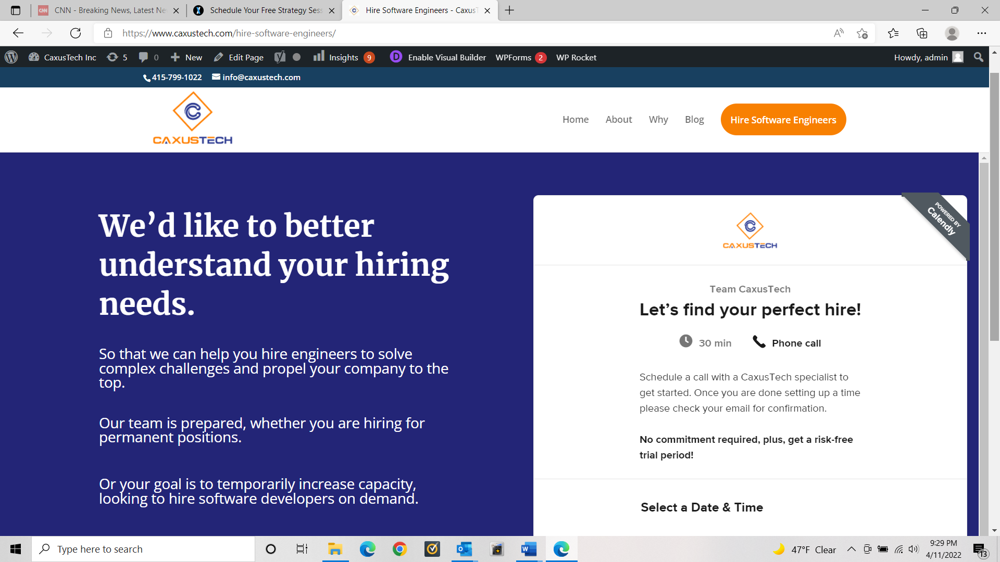 CNN - Breaking News, Latest Ne
Schedule Your Free Strategy Sess
Hire Software Engineers - CaxusT
https://www.caxustech.com/hire-software-engineers/
CaxusTech Inc
5
0
New
Edit Page
Insights 9
D
Enable Visual Builder
WPForms 2
WP Rocket
Howdy, admin
415-799-1022
info@caxustech.com
CAXUSTECH
Home
About
Why
Blog
Hire Software Engineers
We’d like to better
understand your hiring
needs.
So that we can help you hire engineers to solve
complex challenges and propel your company to the
top.
Our team is prepared, whether you are hiring for
permanent positions.
Or your goal is to temporarily increase capacity,
looking to hire software developers on demand.
POWERED BY
Calendly
CAXUSTECH
Team CaxusTech
Let’s find your perfect hire!
30 min
Phone call
Schedule a call with a CaxusTech specialist to
get started. Once you are done setting up a time
please check your email for confirmation.
No commitment required, plus, get a risk-free
trial period!
Select a Date & Time
Type here to search
47°F Clear
9:29 PM
4/11/2022
13